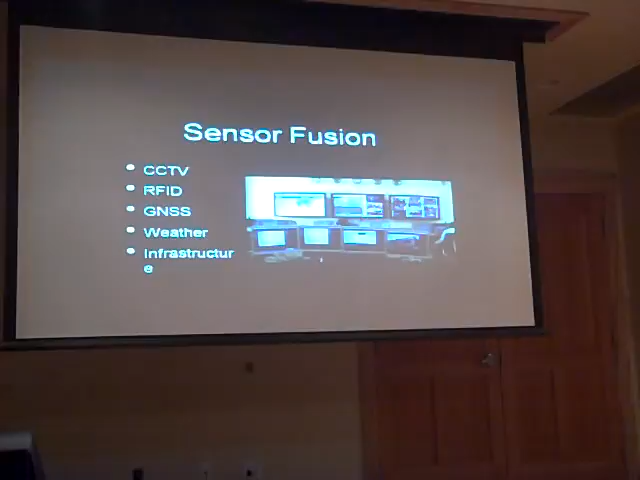 Sensor Fusion
CCTV
RFID
GNSS
Weather
Infrastructur
e